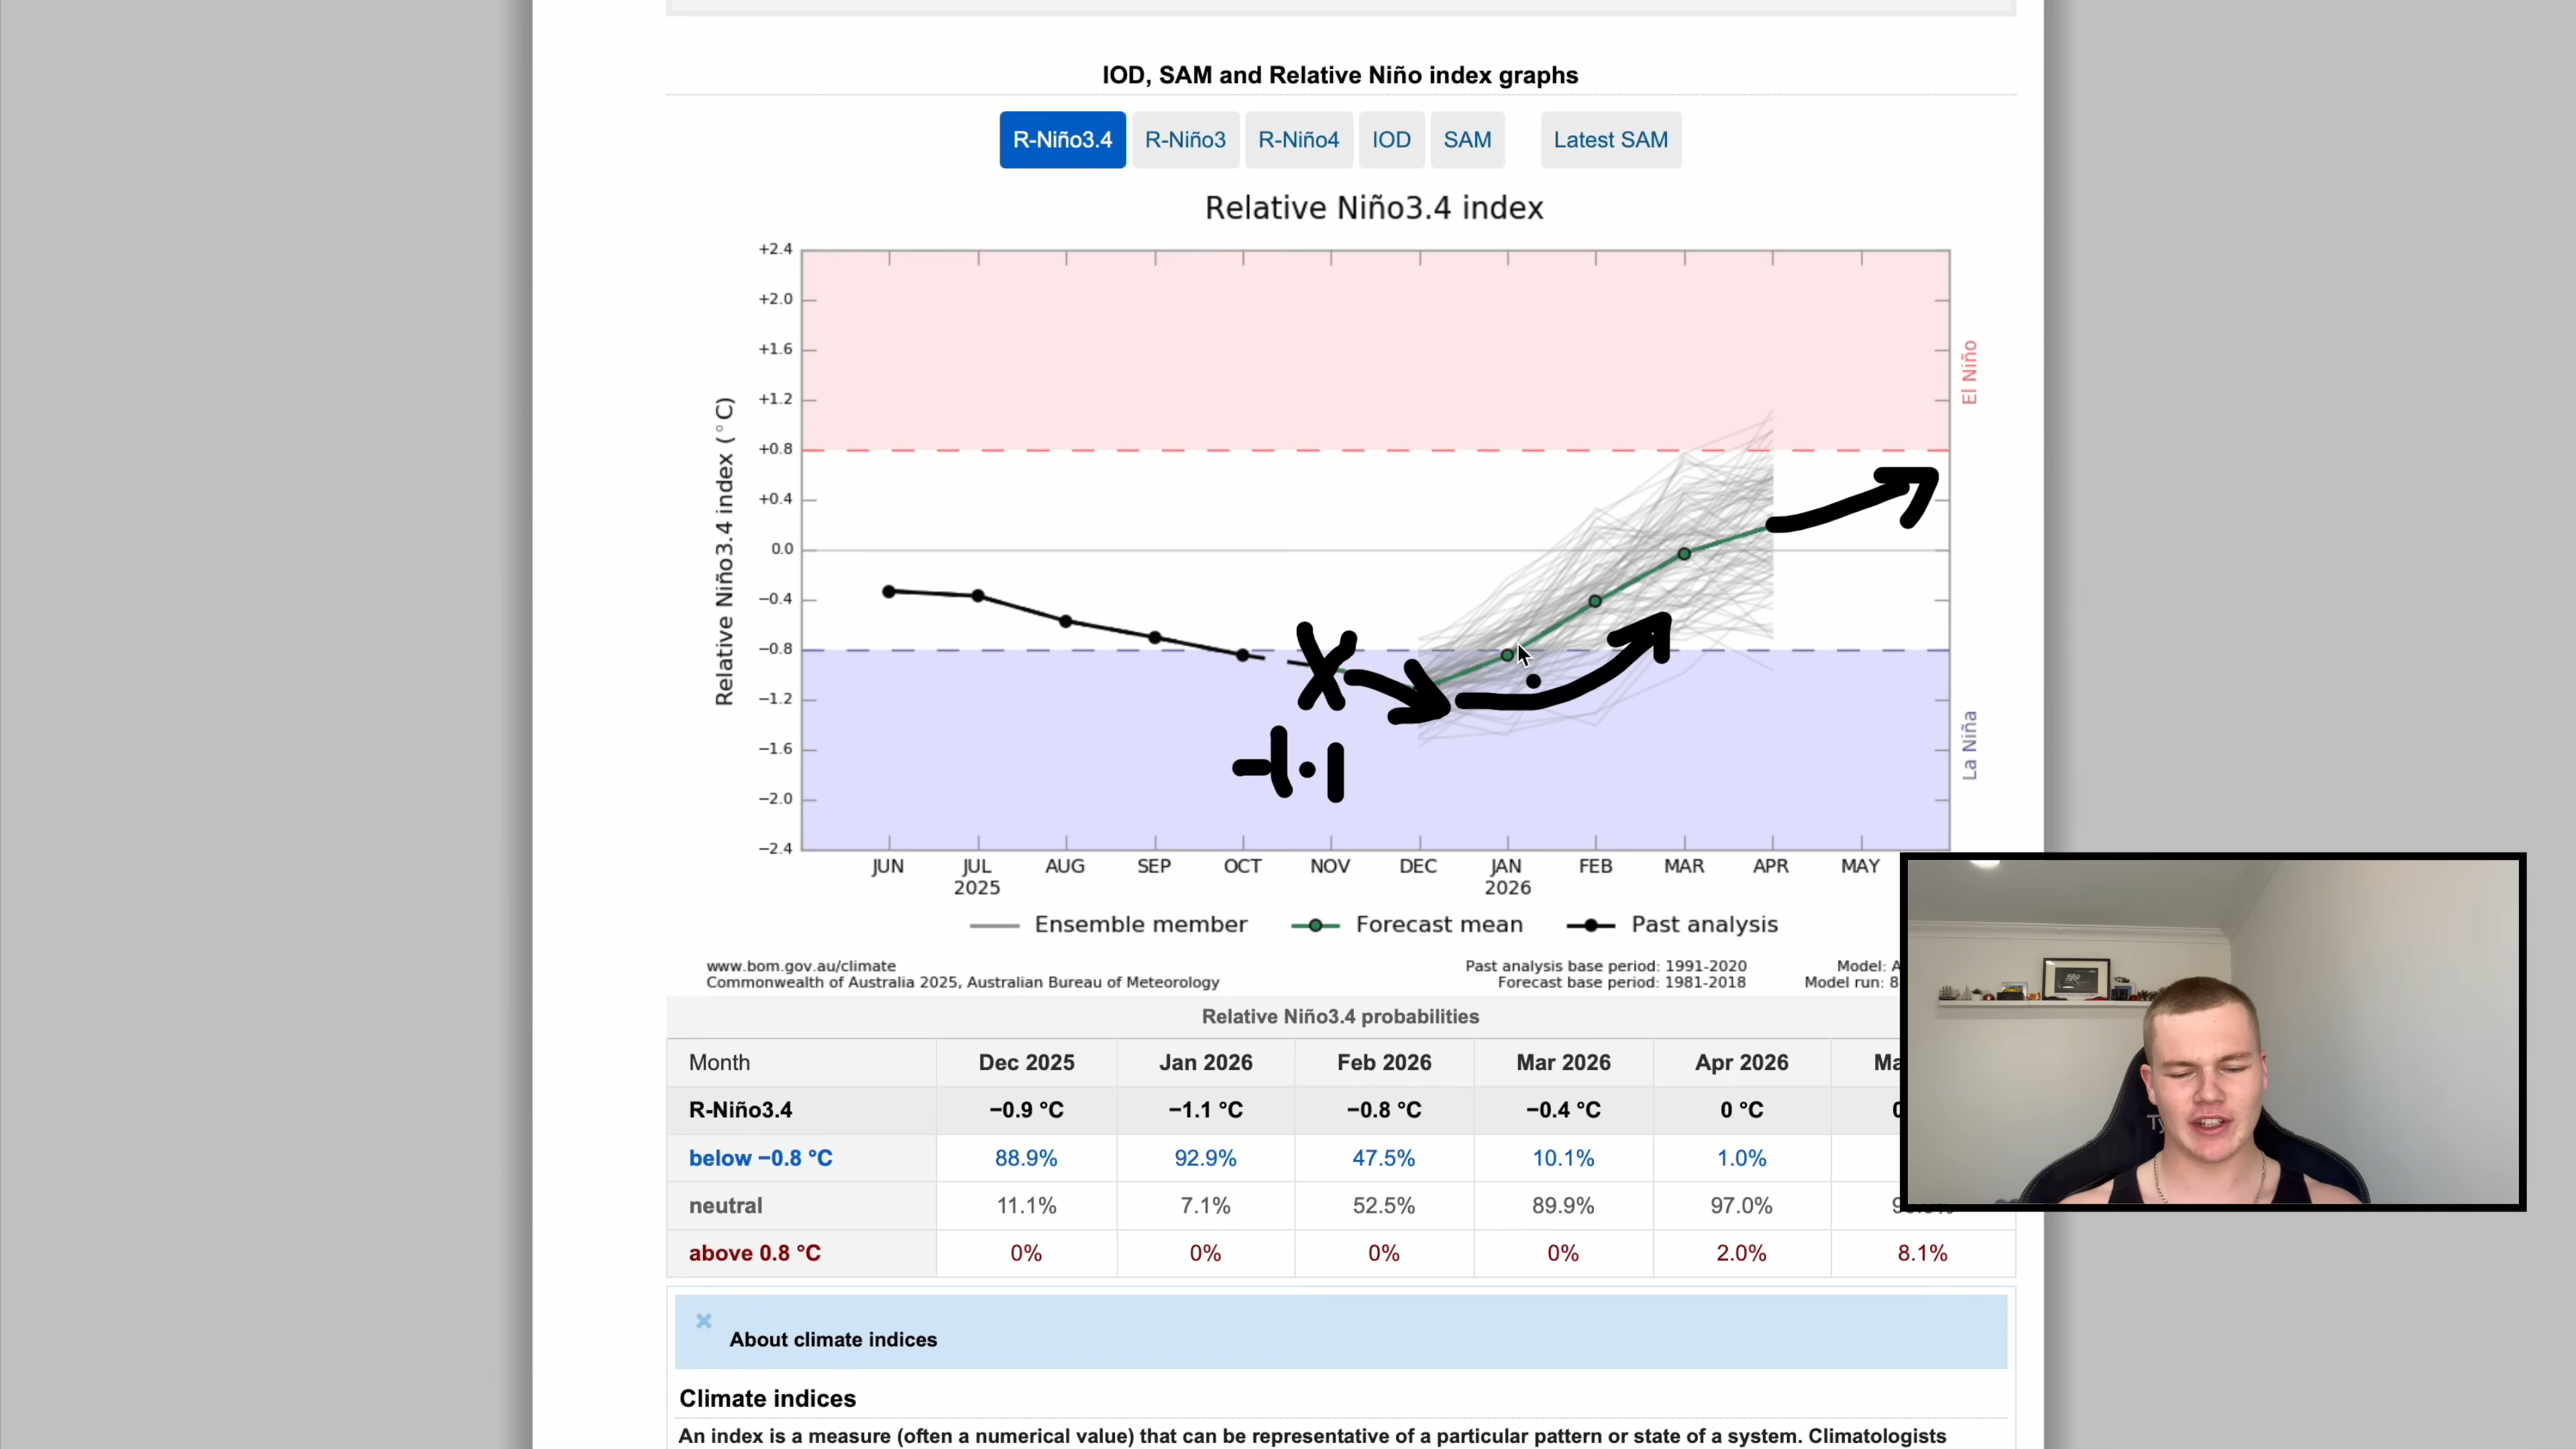 IOD, SAM and Relative Niño index graphs
R-Niño3.4 R-Niño3 R-Niño4 IOD SAM Latest SAM
Relative Niño3.4 index
+2.4
+2.0
+1.6
+1.2
+0.8
+0.4
0.0
−0.4
−0.8
−1.2
−1.6
−2.0
−2.4
Relative Niño3.4 index (°C)
El Niño
La Niña
X
-1.1
JUN JUL AUG SEP OCT NOV DEC JAN FEB MAR APR MAY
2025 2026
Ensemble member Forecast mean Past analysis
www.bom.gov.au/climate Past analysis base period: 1991-2020 Model: A
Commonwealth of Australia 2025, Australian Bureau of Meteorology Forecast base period: 1981-2018 Model run: 8
Relative Niño3.4 probabilities
Month Dec 2025 Jan 2026 Feb 2026 Mar 2026 Apr 2026 Ma
R-Niño3.4 −0.9 °C −1.1 °C −0.8 °C −0.4 °C 0 °C 0
below −0.8 °C 88.9% 92.9% 47.5% 10.1% 1.0%
neutral 11.1% 7.1% 52.5% 89.9% 97.0%
above 0.8 °C 0% 0% 0% 0% 2.0% 8.1%
About climate indices
Climate indices
An index is a measure (often a numerical value) that can be representative of a particular pattern or state of a system. Climatologists